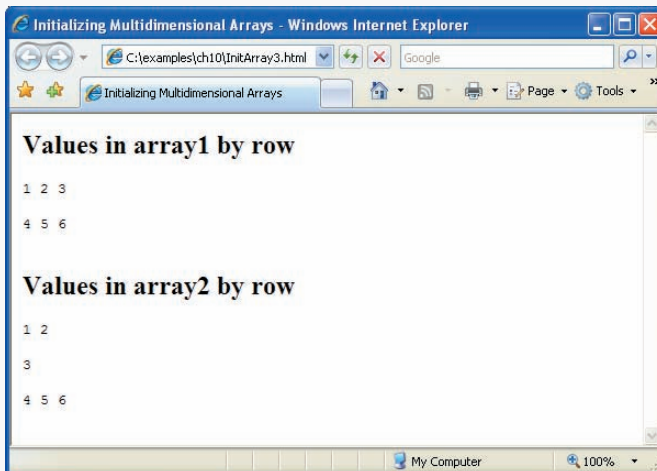 Initializing Multidimensional Arrays - Windows Internet Explorer
C:\examples\ch10\InitArray3.html
Google
Initializing Multidimensional Arrays
Page
Tools
»
Values in array1 by row
1 2 3
4 5 6
Values in array2 by row
1 2
3
4 5 6
My Computer
100%